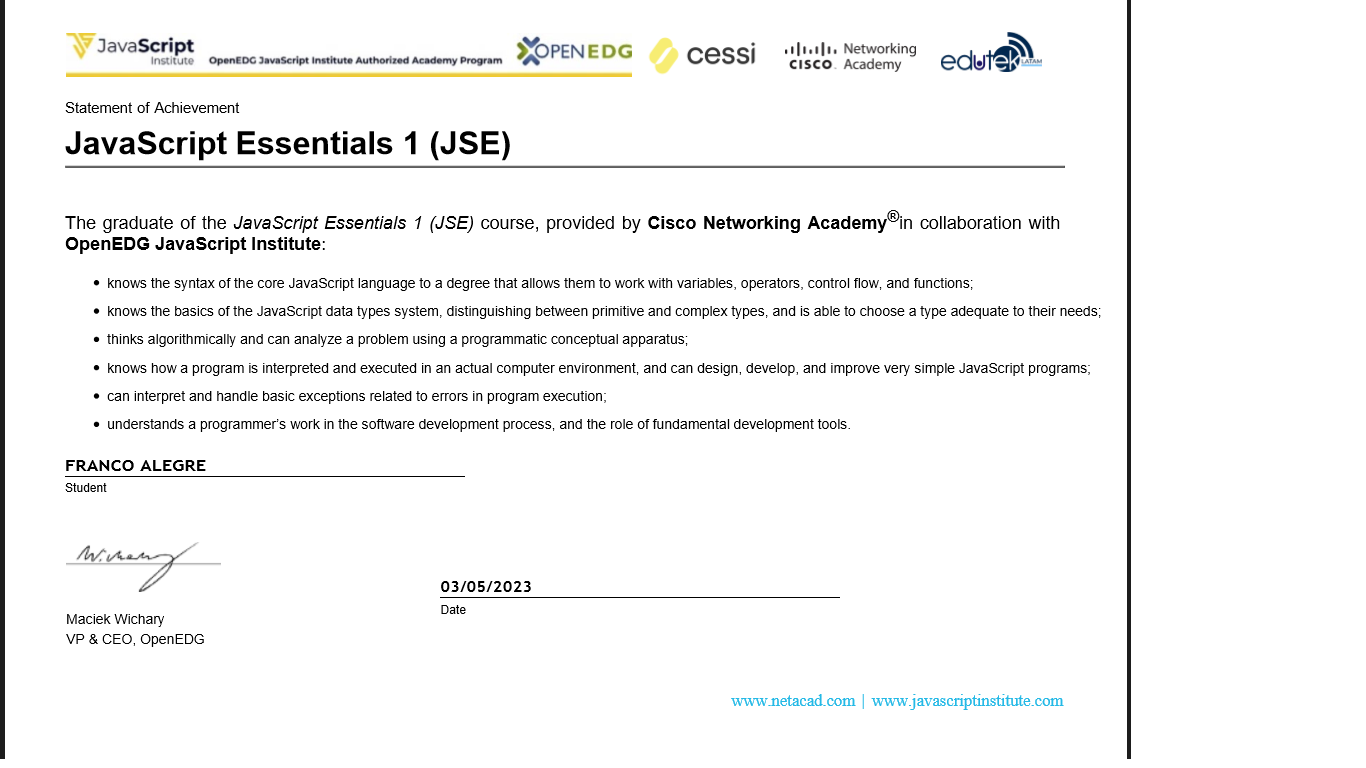 JavaScript Institute OpenEDG JavaScript Institute Authorized Academy Program OPENEDG cessi cisco Networking Academy edutek LATAM
Statement of Achievement
JavaScript Essentials 1 (JSE)
The graduate of the JavaScript Essentials 1 (JSE) course, provided by Cisco Networking Academy®in collaboration with
OpenEDG JavaScript Institute:
• knows the syntax of the core JavaScript language to a degree that allows them to work with variables, operators, control flow, and functions;
• knows the basics of the JavaScript data types system, distinguishing between primitive and complex types, and is able to choose a type adequate to their needs;
• thinks algorithmically and can analyze a problem using a programmatic conceptual apparatus;
• knows how a program is interpreted and executed in an actual computer environment, and can design, develop, and improve very simple JavaScript programs;
• can interpret and handle basic exceptions related to errors in program execution;
• understands a programmer’s work in the software development process, and the role of fundamental development tools.
FRANCO ALEGRE
Student
W.chary
Maciek Wichary
VP & CEO, OpenEDG
03/05/2023
Date
www.netacad.com | www.javascriptinstitute.com